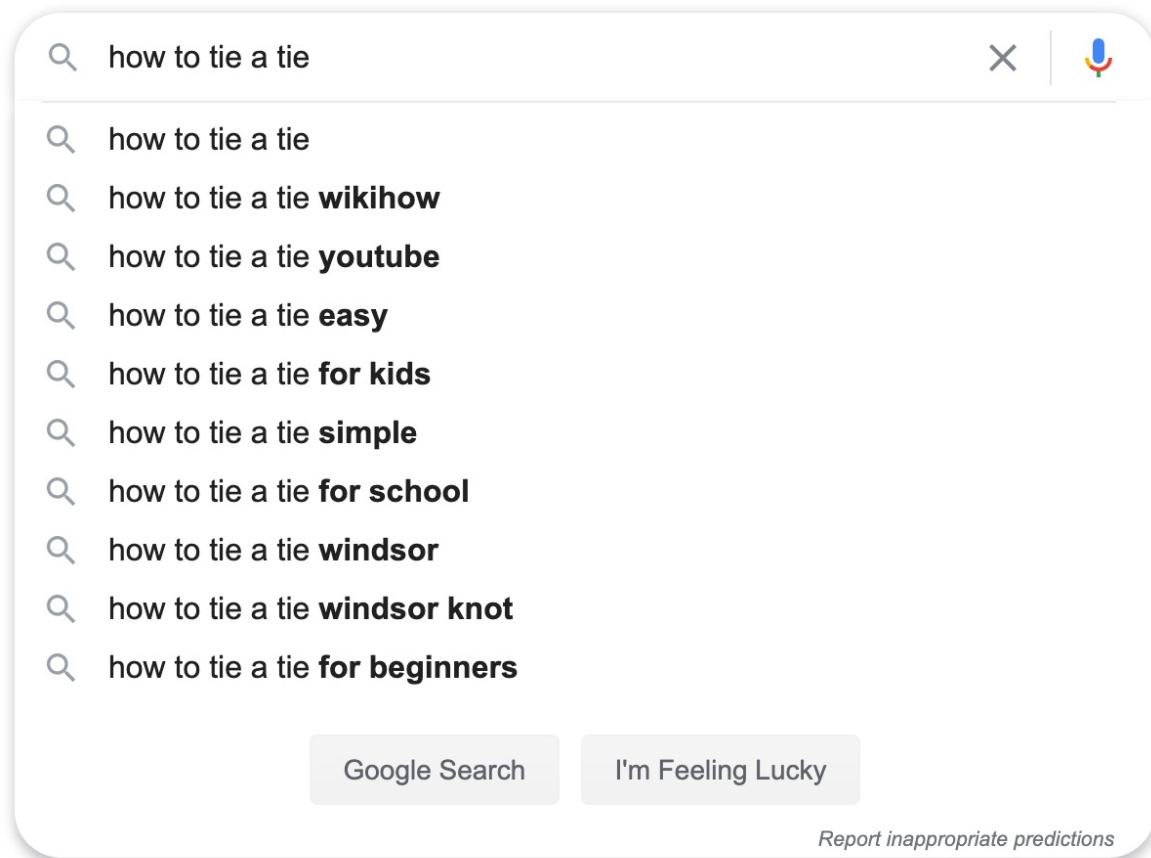 how to tie a tie
how to tie a tie
how to tie a tie wikihow
how to tie a tie youtube
how to tie a tie easy
how to tie a tie for kids
how to tie a tie simple
how to tie a tie for school
how to tie a tie windsor
how to tie a tie windsor knot
how to tie a tie for beginners
Google Search I'm Feeling Lucky
Report inappropriate predictions